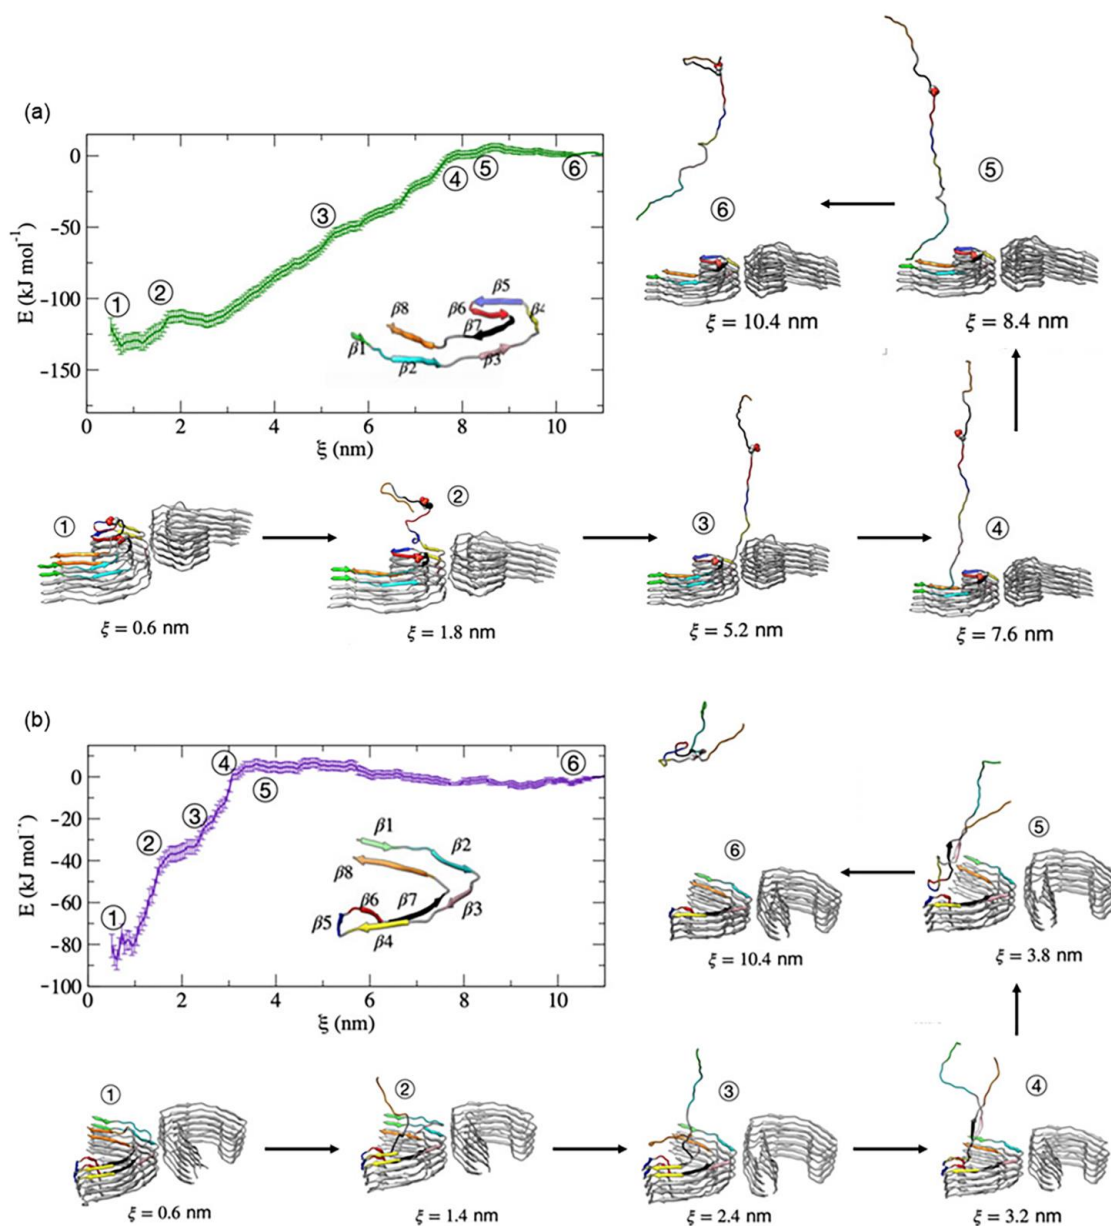 (a)
E (kJ mol⁻¹)
0
−50
−100
−150
0 2 4 6 8 10
ξ (nm)
① ② ③ ④ ⑤ ⑥
β1 β2 β3 β4 β5 β6 β7 β8
⑥
ξ = 10.4 nm
⑤
ξ = 8.4 nm
①
ξ = 0.6 nm
②
ξ = 1.8 nm
③
ξ = 5.2 nm
④
ξ = 7.6 nm
(b)
E (kJ mol⁻
0
−20
−40
−60
−80
−100
0 2 4 6 8 10
ξ (nm)
① ② ③ ④ ⑤ ⑥
β1 β2 β3 β4 β5 β6 β7 β8
⑥
ξ = 10.4 nm
⑤
ξ = 3.8 nm
①
ξ = 0.6 nm
②
ξ = 1.4 nm
③
ξ = 2.4 nm
④
ξ = 3.2 nm